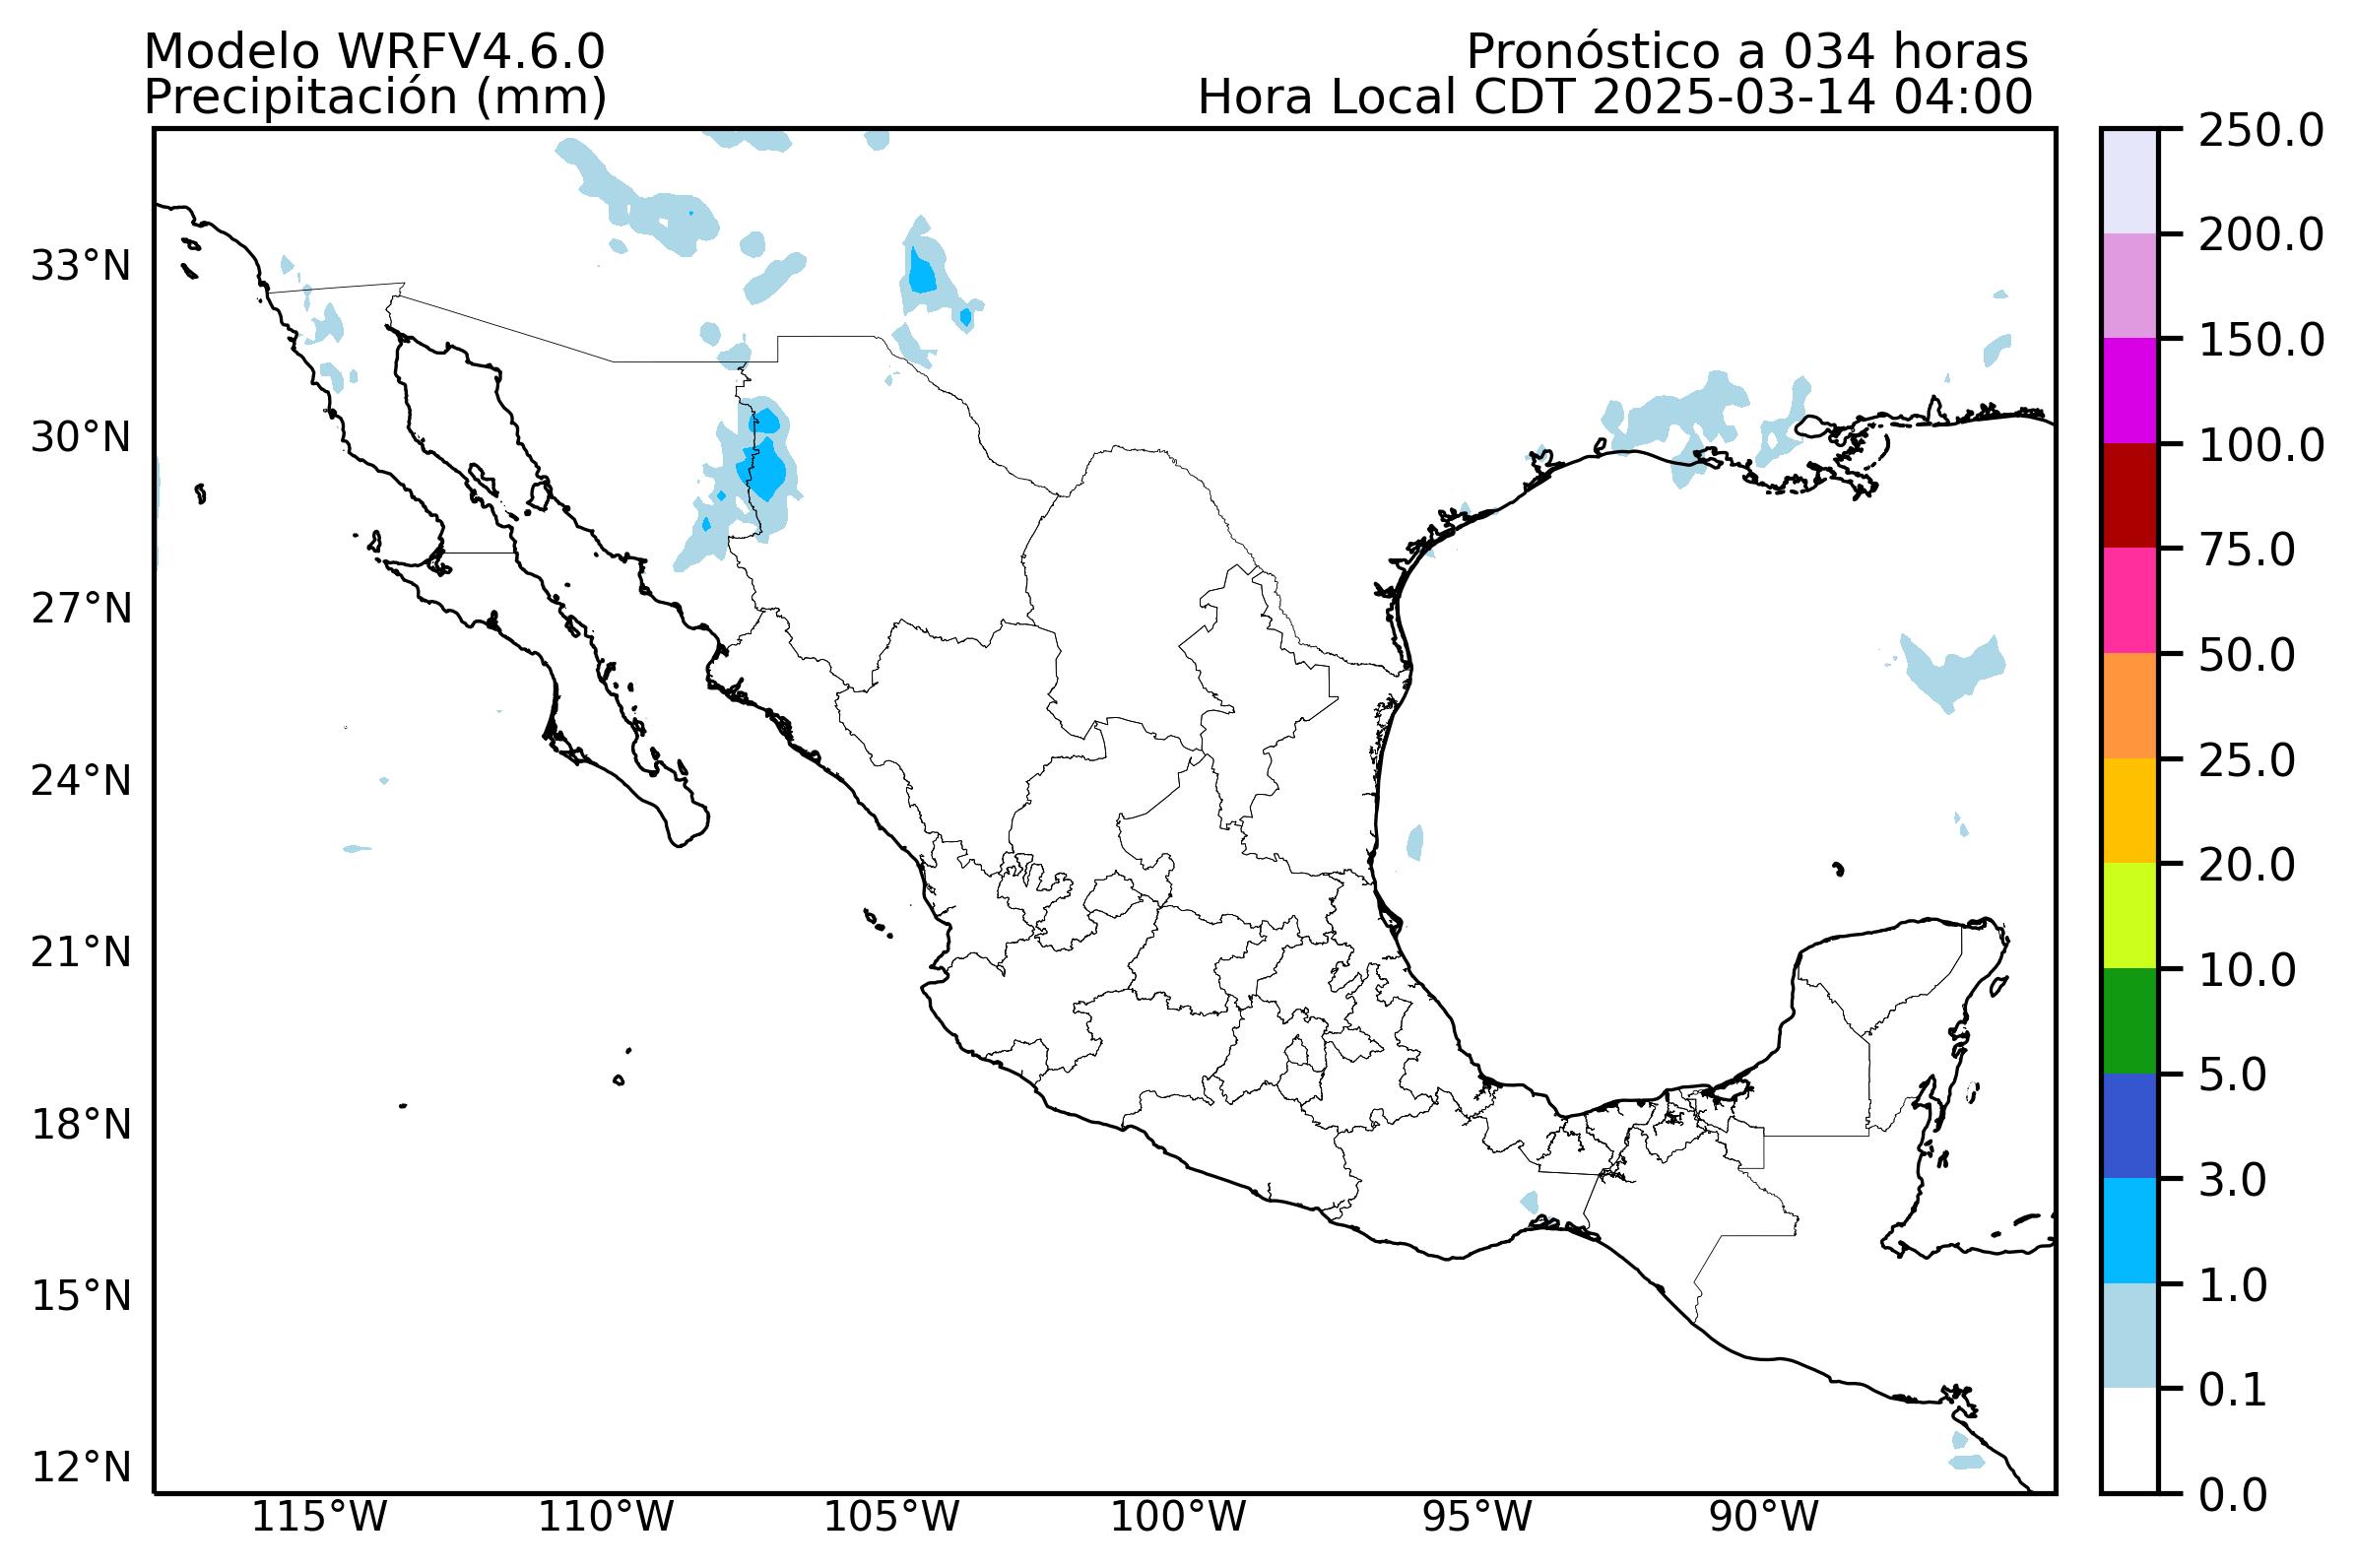 Modelo WRFV4.6.0
Precipitación (mm)
Pronóstico a 034 horas
Hora Local CDT 2025-03-14 04:00
33°N
30°N
27°N
24°N
21°N
18°N
15°N
12°N
115°W
110°W
105°W
100°W
95°W
90°W
250.0
200.0
150.0
100.0
75.0
50.0
25.0
20.0
10.0
5.0
3.0
1.0
0.1
0.0